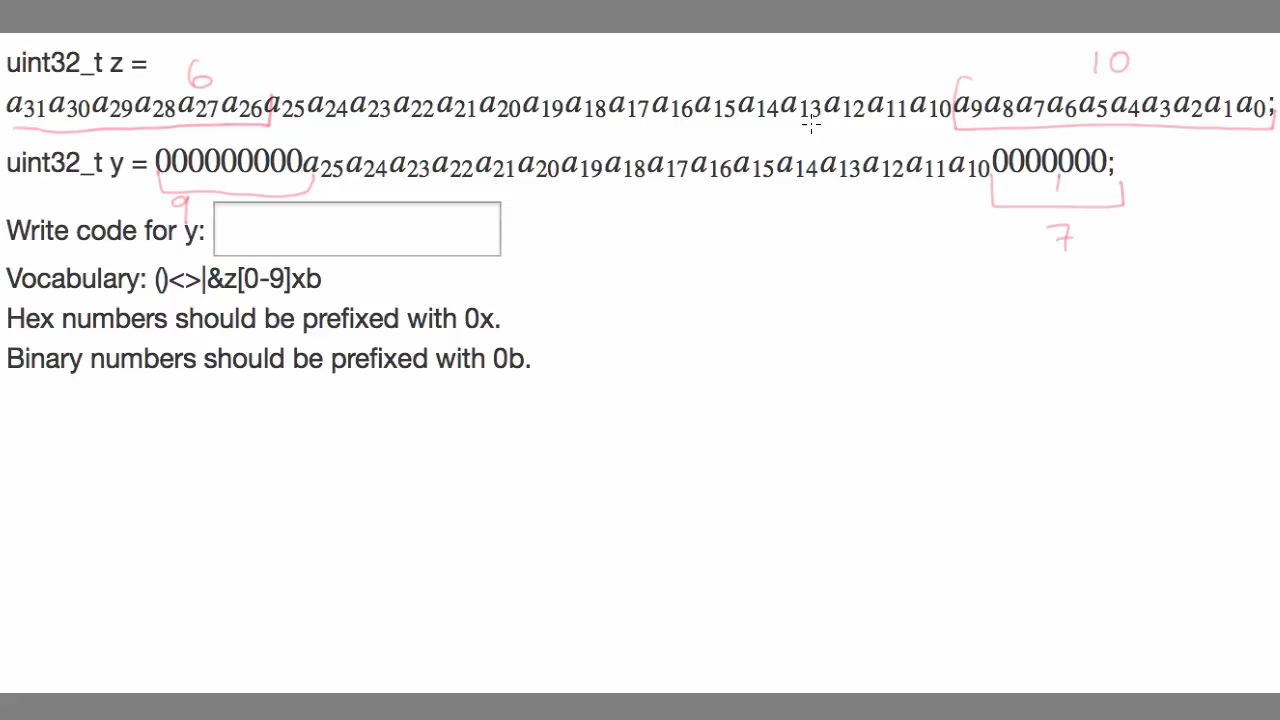 uint32_t z =
6 10
a31a30a29a28a27a26a25a24a23a22a21a20a19a18a17a16a15a14a13a12a11a10a9a8a7a6a5a4a3a2a1a0;
uint32_t y = 000000000a25a24a23a22a21a20a19a18a17a16a15a14a13a12a11a100000000;
9 7
Write code for y:
Vocabulary: ()<>|&z[0-9]xb
Hex numbers should be prefixed with 0x.
Binary numbers should be prefixed with 0b.